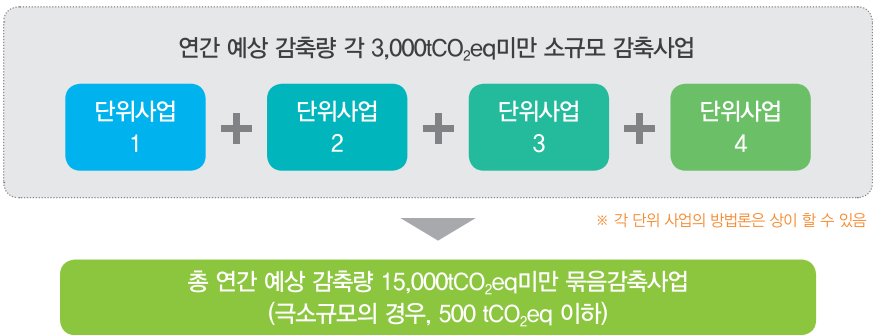 연간 예상 감축량 각 3,000tCO₂eq미만 소규모 감축사업
단위사업 + 단위사업 + 단위사업 + 단위사업
1 2 3 4
※ 각 단위 사업의 방법론은 상이 할 수 있음
총 연간 예상 감축량 15,000tCO₂eq미만 묶음감축사업
(극소규모의 경우, 500 tCO₂eq 이하)